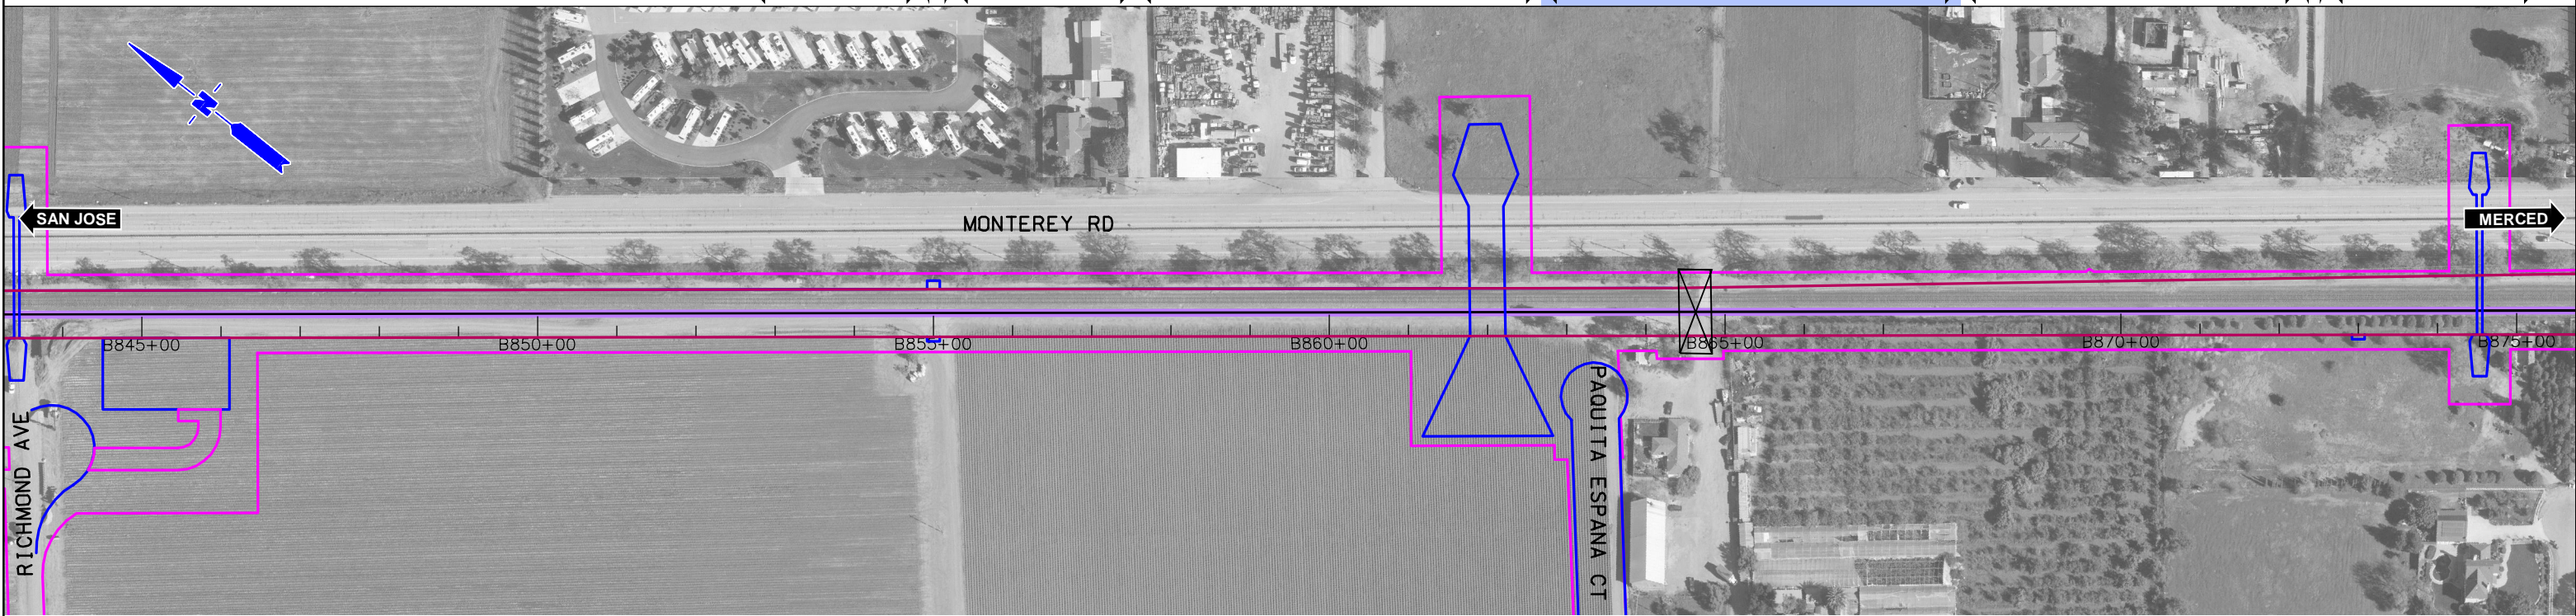 N
SAN JOSE
MONTEREY RD
MERCED
B845+00
B850+00
B855+00
B860+00
B865+00
B870+00
B875+00
RICHMOND AVE
PAQUITA ESPANA CT